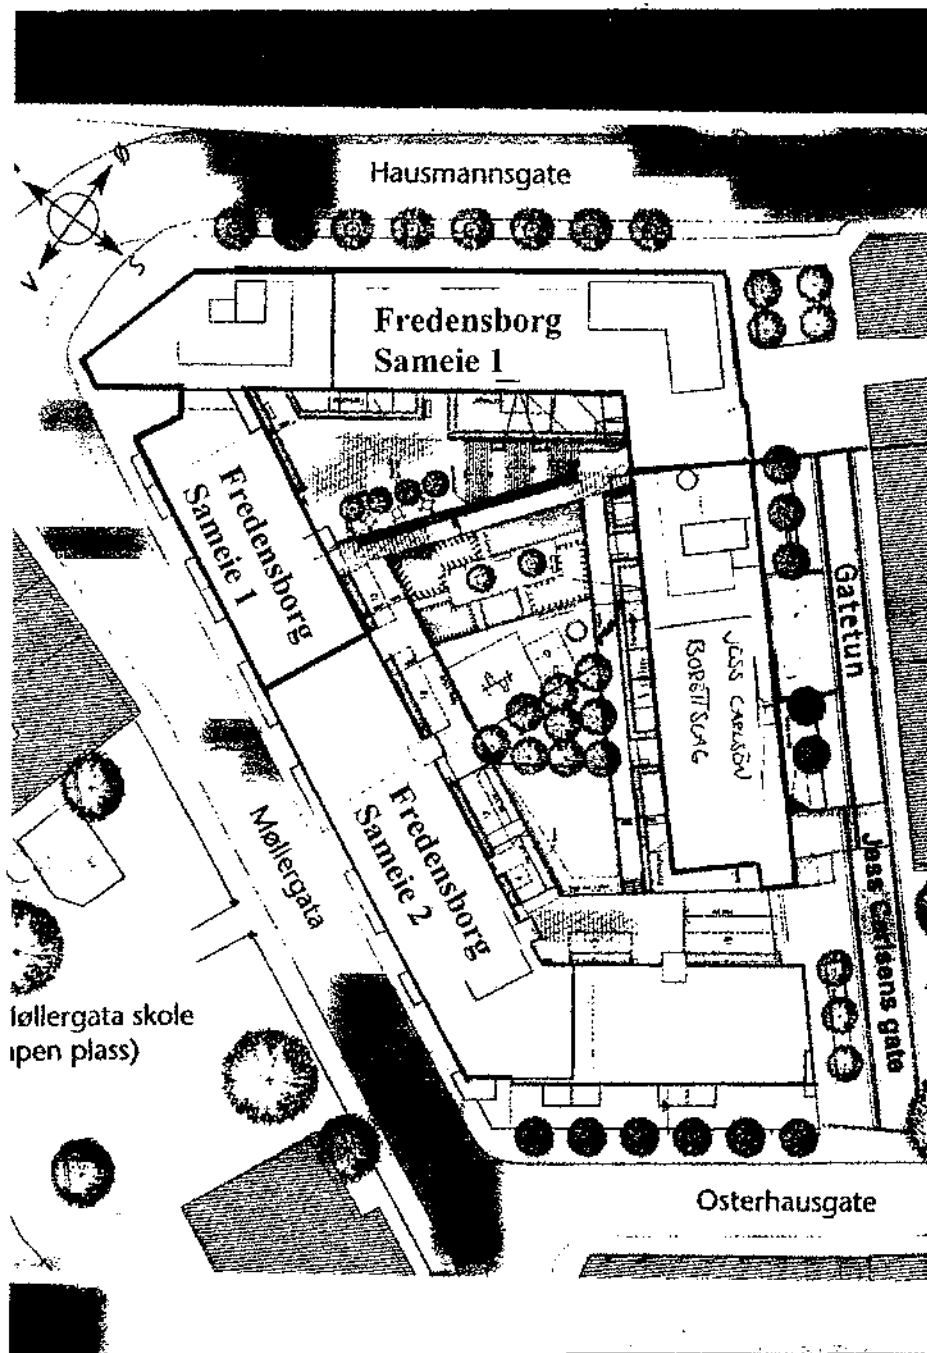 Hausmannsgate
Ø
V
S
Fredensborg
Sameie 1
Fredensborg
Sameie 1
Gatetun
JESS CARLSEN
BORETTSLAG
Fredensborg
Sameie 2
Møllergata
Jess Carlsens gate
øllergata skole
pen plass)
Osterhausgate